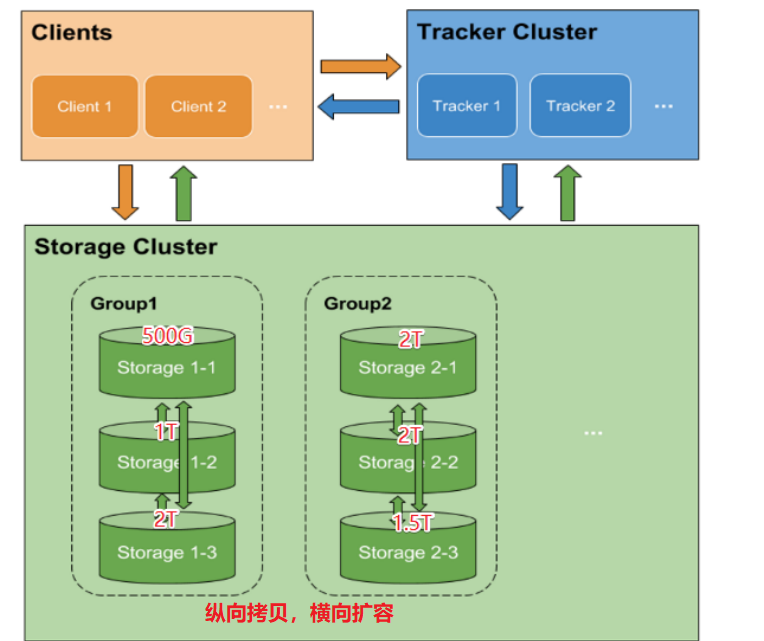 Clients
Client 1
Client 2
...
Tracker Cluster
Tracker 1
Tracker 2
...
Storage Cluster
Group1
500G
Storage 1-1
1T
Storage 1-2
2T
Storage 1-3
Group2
2T
Storage 2-1
2T
Storage 2-2
1.5T
Storage 2-3
...
纵向拷贝，横向扩容